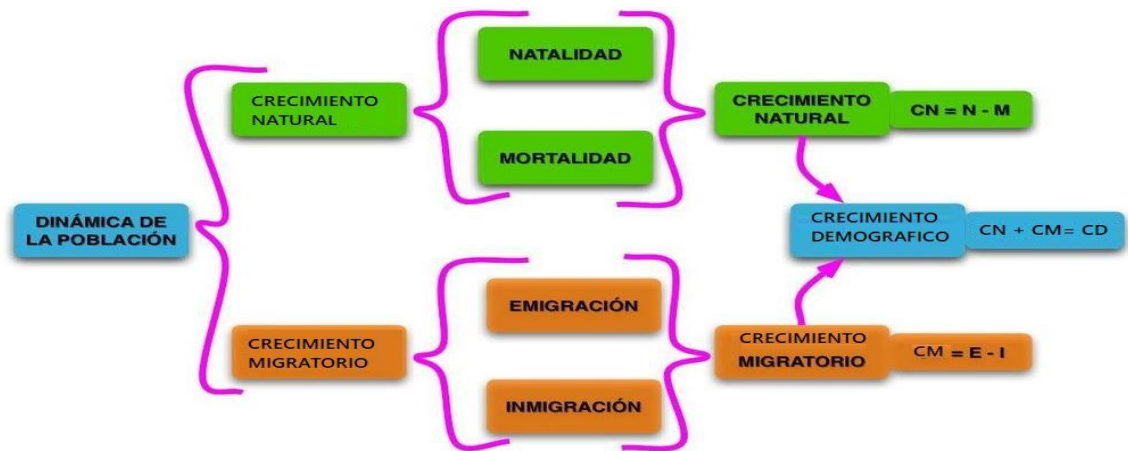 DINÁMICA DE
LA POBLACIÓN
CRECIMIENTO
NATURAL
NATALIDAD
MORTALIDAD
CRECIMIENTO
NATURAL
CN = N - M
CRECIMIENTO
DEMOGRAFICO
CN + CM= CD
CRECIMIENTO
MIGRATORIO
EMIGRACIÓN
INMIGRACIÓN
CRECIMIENTO
MIGRATORIO
CM = E - I